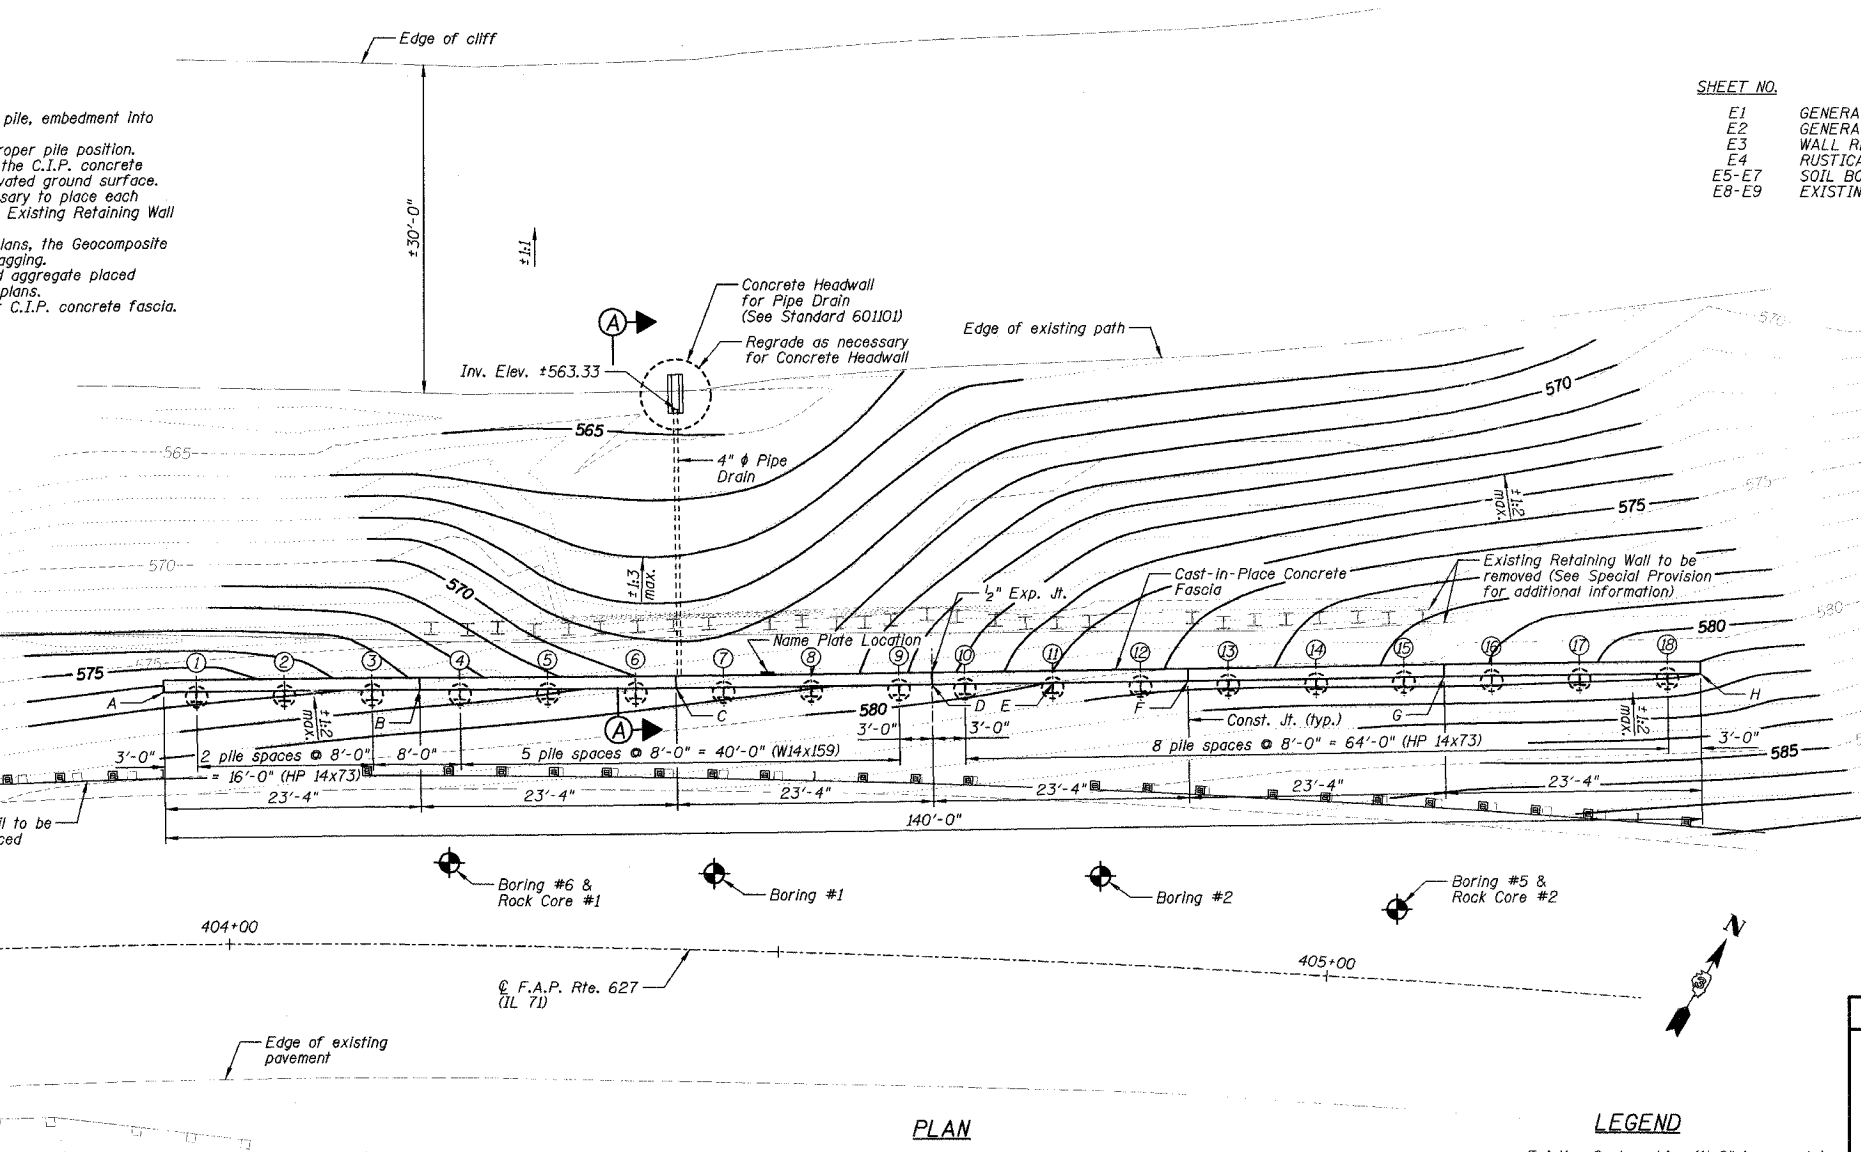 Edge of cliff
SHEET NO.
E1 GENERA
E2 GENERA
E3 WALL R
E4 RUSTICA
E5-E7 SOIL BO
E8-E9 EXISTIN
pile, embedment into
roper pile position.
the C.I.P. concrete
vated ground surface.
sary to place each
Existing Retaining Wall
lans, the Geocomposite
agging.
d aggregate placed
plans.
C.I.P. concrete fascia.
±30'-0"
±1:1
Concrete Headwall
for Pipe Drain
(See Standard 601101)
A
Regrade as necessary
for Concrete Headwall
Inv. Elev. ±563.33
Edge of existing path
570
570
565
565
4" ϕ Pipe
Drain
±1:2
max.
575
575
570
570
±1:3
max.
½" Exp. Jt.
Cast-in-Place Concrete
Fascia
Existing Retaining Wall to be
removed (See Special Provision
for additional information)
580
580
Name Plate Location
575
575
1 2 3 4 5 6 7 8 9 10 11 12 13 14 15 16 17 18
A B C D E F G H
±1:2
max.
A
580
Const. Jt. (typ.)
±1:2
max.
3'-0" 2 pile spaces @ 8'-0"
= 16'-0" (HP 14x73)
8'-0"
5 pile spaces @ 8'-0" = 40'-0" (W14x159)
3'-0" 3'-0"
8 pile spaces @ 8'-0" = 64'-0" (HP 14x73)
3'-0"
585
23'-4" 23'-4" 23'-4" 23'-4" 23'-4" 23'-4"
140'-0"
il to be
ced
Boring #6 &
Rock Core #1
Boring #1
Boring #2
Boring #5 &
Rock Core #2
404+00
405+00
℄ F.A.P. Rte. 627
(IL 71)
N
Edge of existing
pavement
PLAN
LEGEND